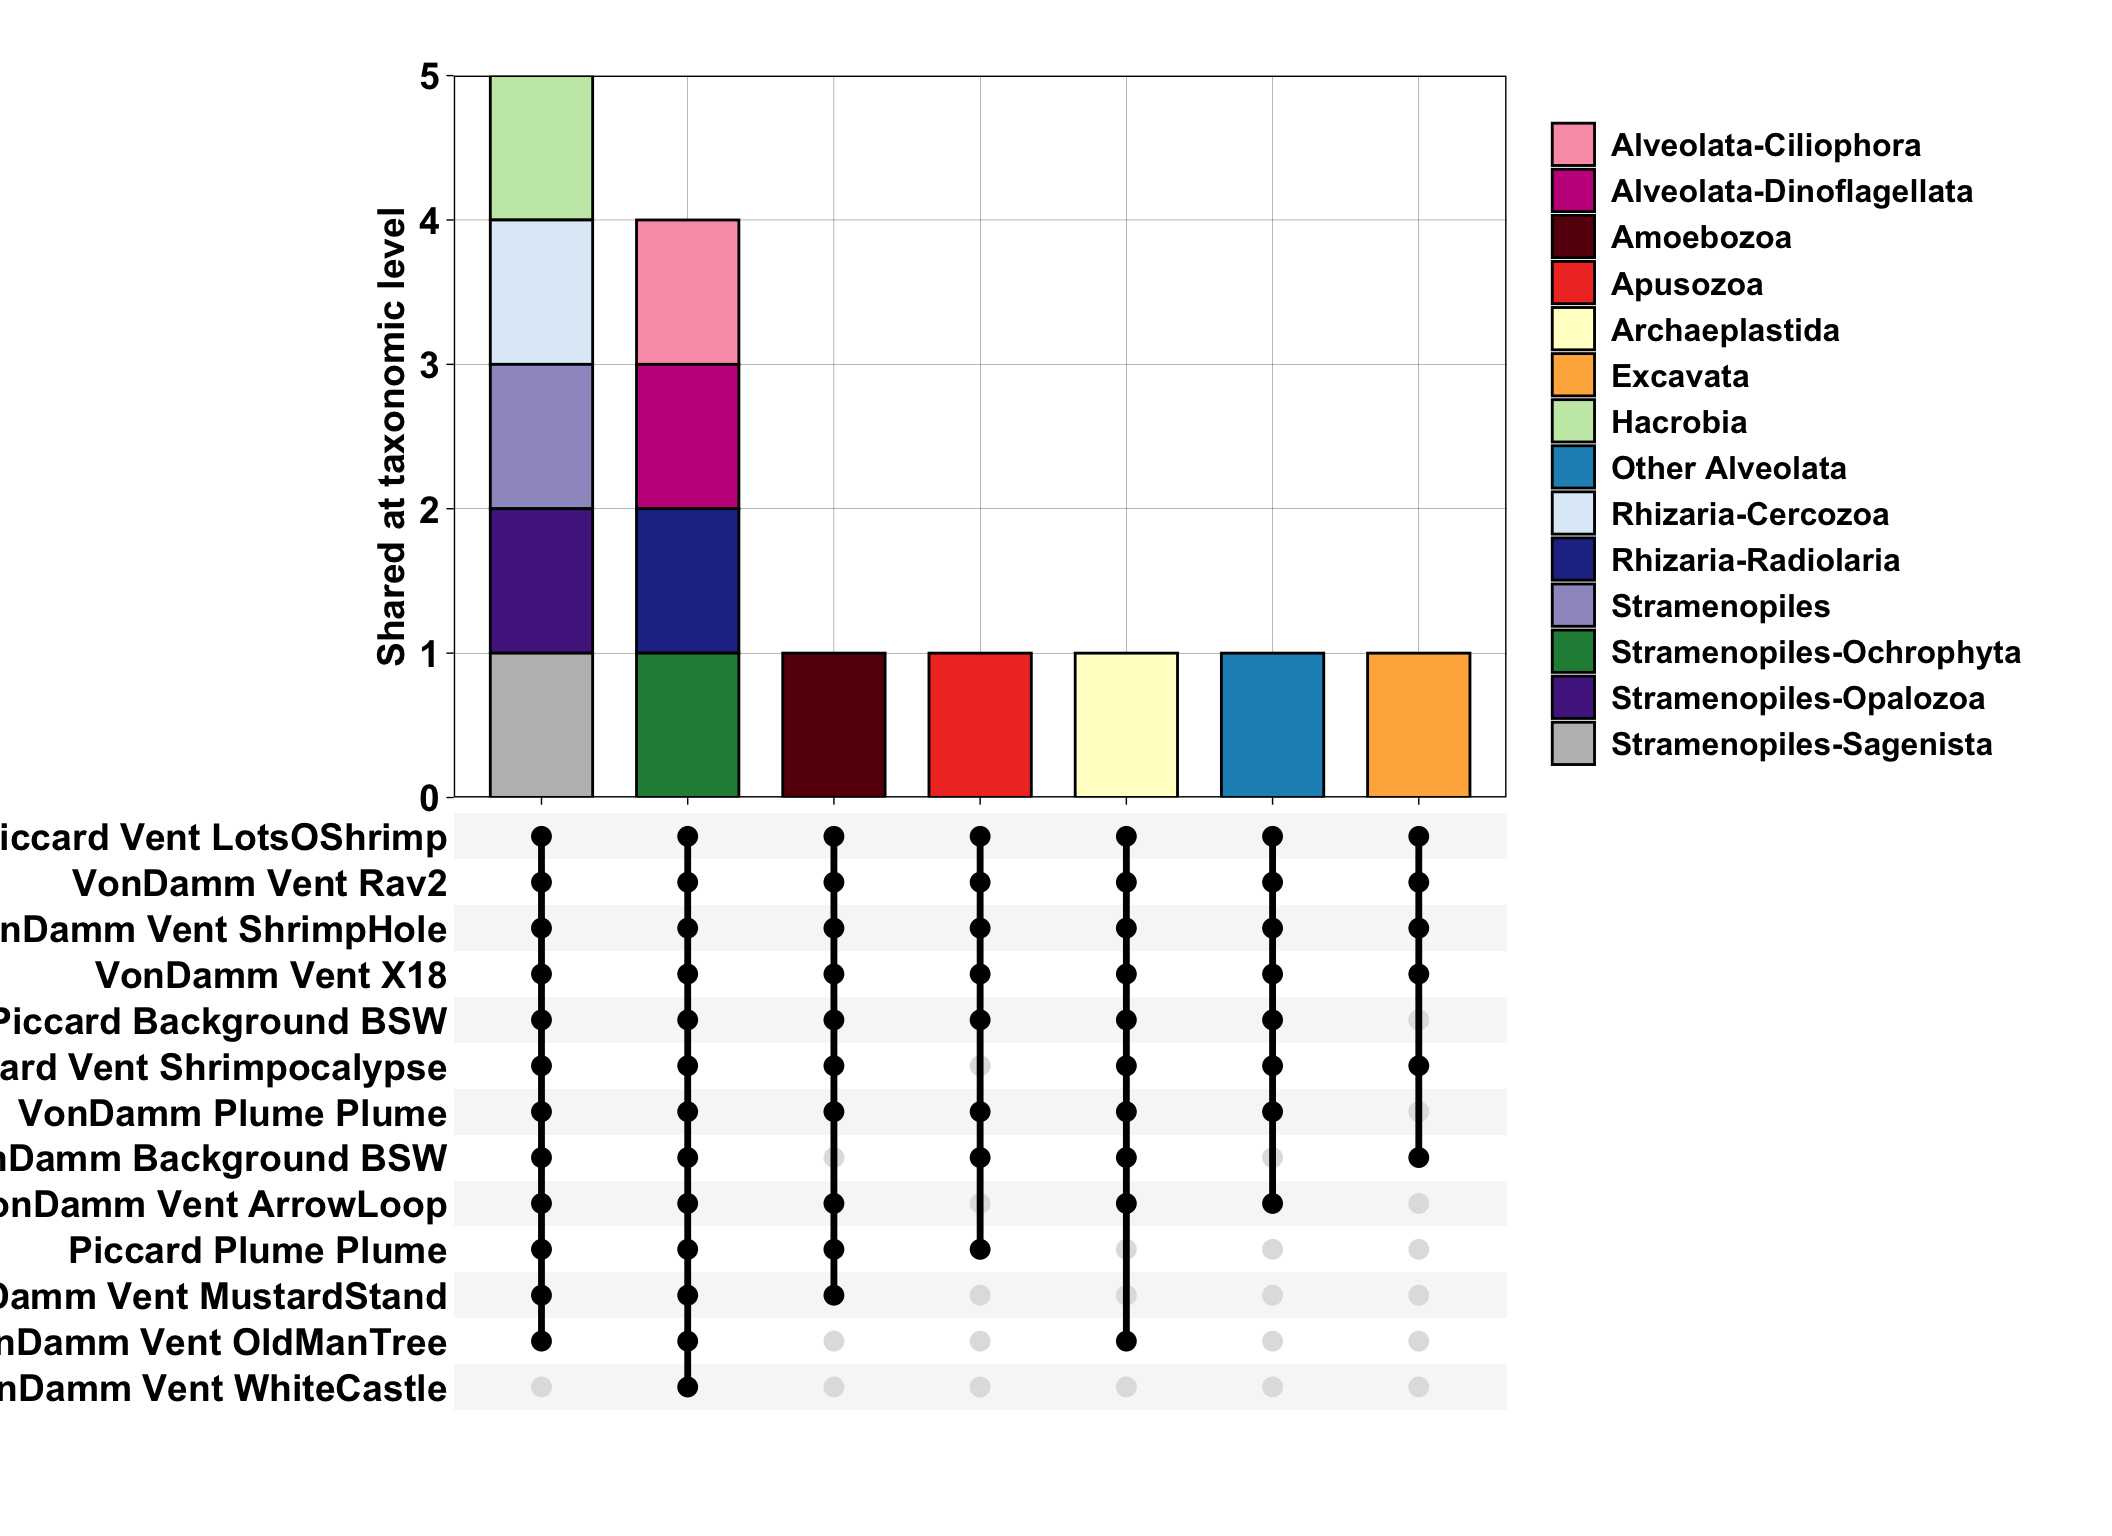 5
4
3
2
1
0
Shared at taxonomic level
Alveolata-Ciliophora
Alveolata-Dinoflagellata
Amoebozoa
Apusozoa
Archaeplastida
Excavata
Hacrobia
Other Alveolata
Rhizaria-Cercozoa
Rhizaria-Radiolaria
Stramenopiles
Stramenopiles-Ochrophyta
Stramenopiles-Opalozoa
Stramenopiles-Sagenista
iccard Vent LotsOShrimp
VonDamm Vent Rav2
nDamm Vent ShrimpHole
VonDamm Vent X18
Piccard Background BSW
ard Vent Shrimpocalypse
VonDamm Plume Plume
nDamm Background BSW
onDamm Vent ArrowLoop
Piccard Plume Plume
Damm Vent MustardStand
nDamm Vent OldManTree
nDamm Vent WhiteCastle